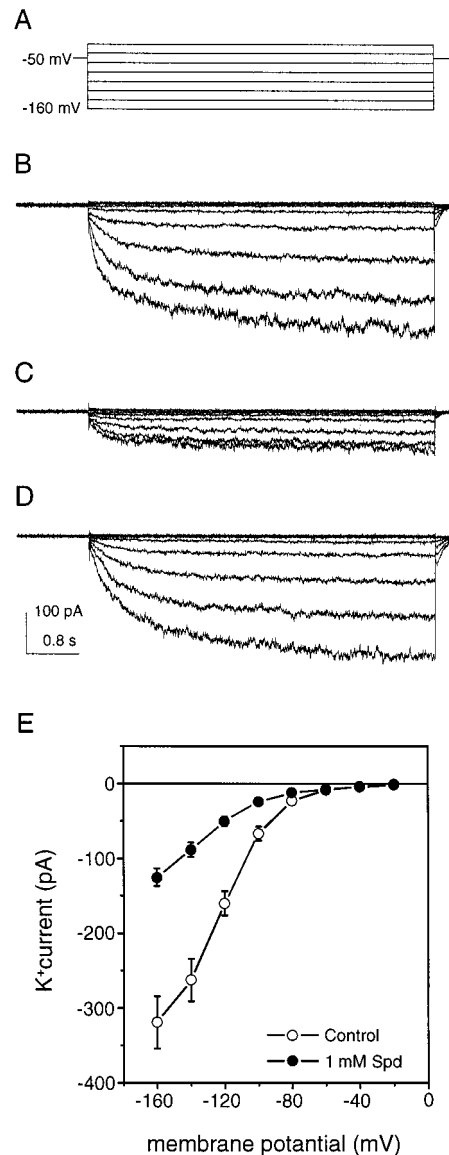 A
-50 mV
-160 mV
B
C
D
100 pA
0.8 s
E
0
-100
-200
-300
-400
K+current (pA)
Control
1 mM Spd
-160 -120 -80 -40 0
membrane potantial (mV)